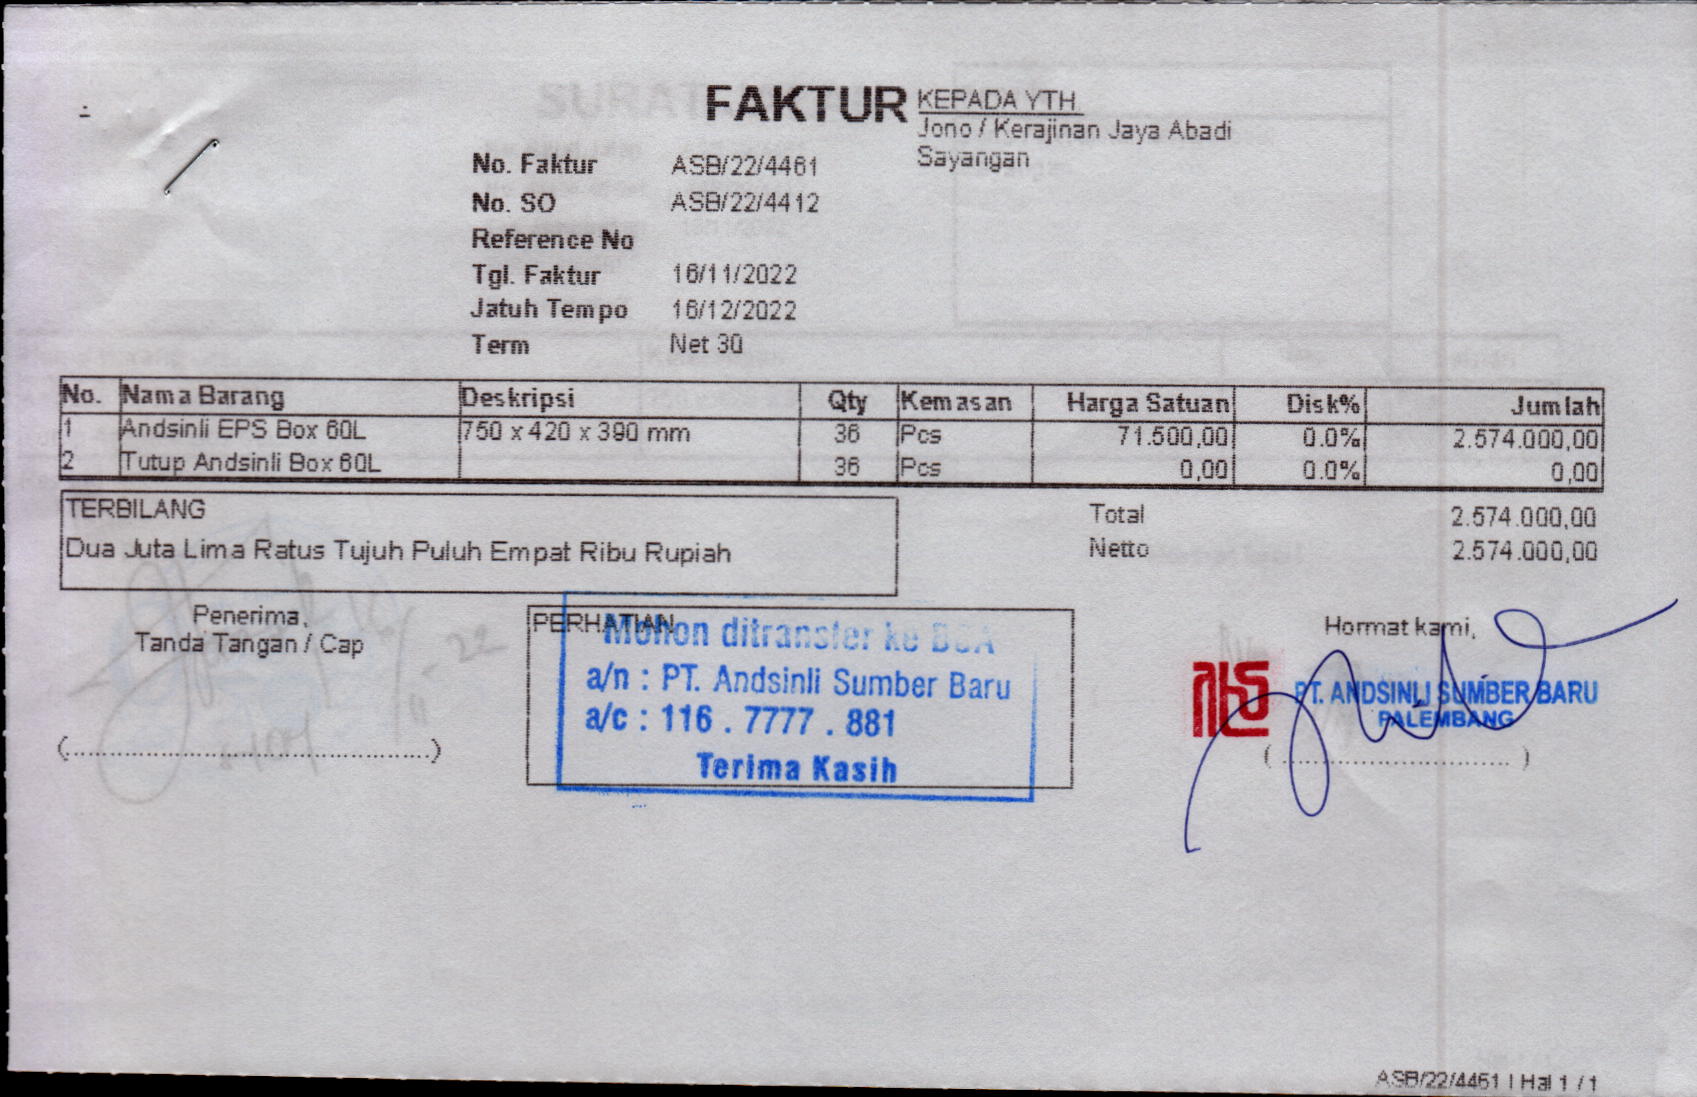 FAKTUR
KEPADA YTH
Jono / Kerajinan Jaya Abadi
Sayangan
No. Faktur ASB/22/4461
No. SO ASB/22/4412
Reference No
Tgl. Faktur 16/11/2022
Jatuh Tempo 16/12/2022
Term Net 30
No. Nama Barang Deskripsi Qty Kemasan Harga Satuan Disk% Jumlah
1 Andsinli EPS Box 60L 750 x 420 x 390 mm 36 Pcs 71.500,00 0.0% 2.574.000,00
2 Tutup Andsinli Box 60L 36 Pcs 0,00 0.0% 0,00
TERBILANG
Dua Juta Lima Ratus Tujuh Puluh Empat Ribu Rupiah
Total 2.574.000,00
Netto 2.574.000,00
Penerima,
Tanda Tangan / Cap
(..............................)
PERHATIAN
Mohon ditransfer ke BCA
a/n : PT. Andsinli Sumber Baru
a/c : 116 . 7777 . 881
Terima Kasih
Hormat kami,
PT. ANDSINLI SUMBER BARU
PALEMBANG
(..............................)
ASB/22/4461 | Hal 1 / 1